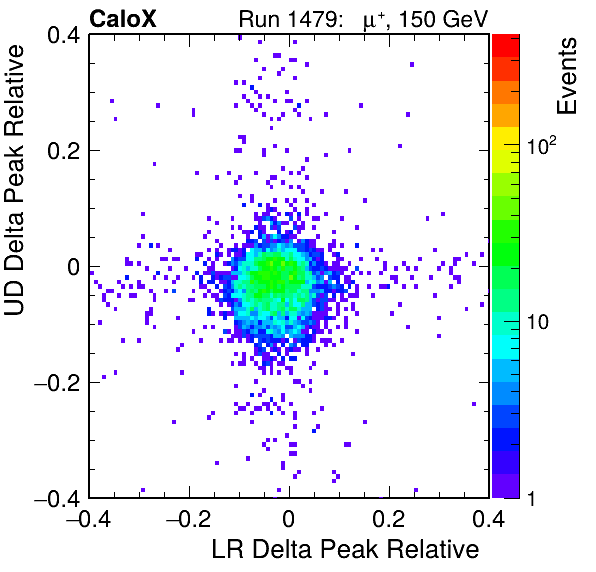 CaloX Run 1479: μ⁺, 150 GeV
Events
UD Delta Peak Relative
0.4
0.2
0
−0.2
−0.4
−0.4 −0.2 0 0.2 0.4
LR Delta Peak Relative
10²
10
1